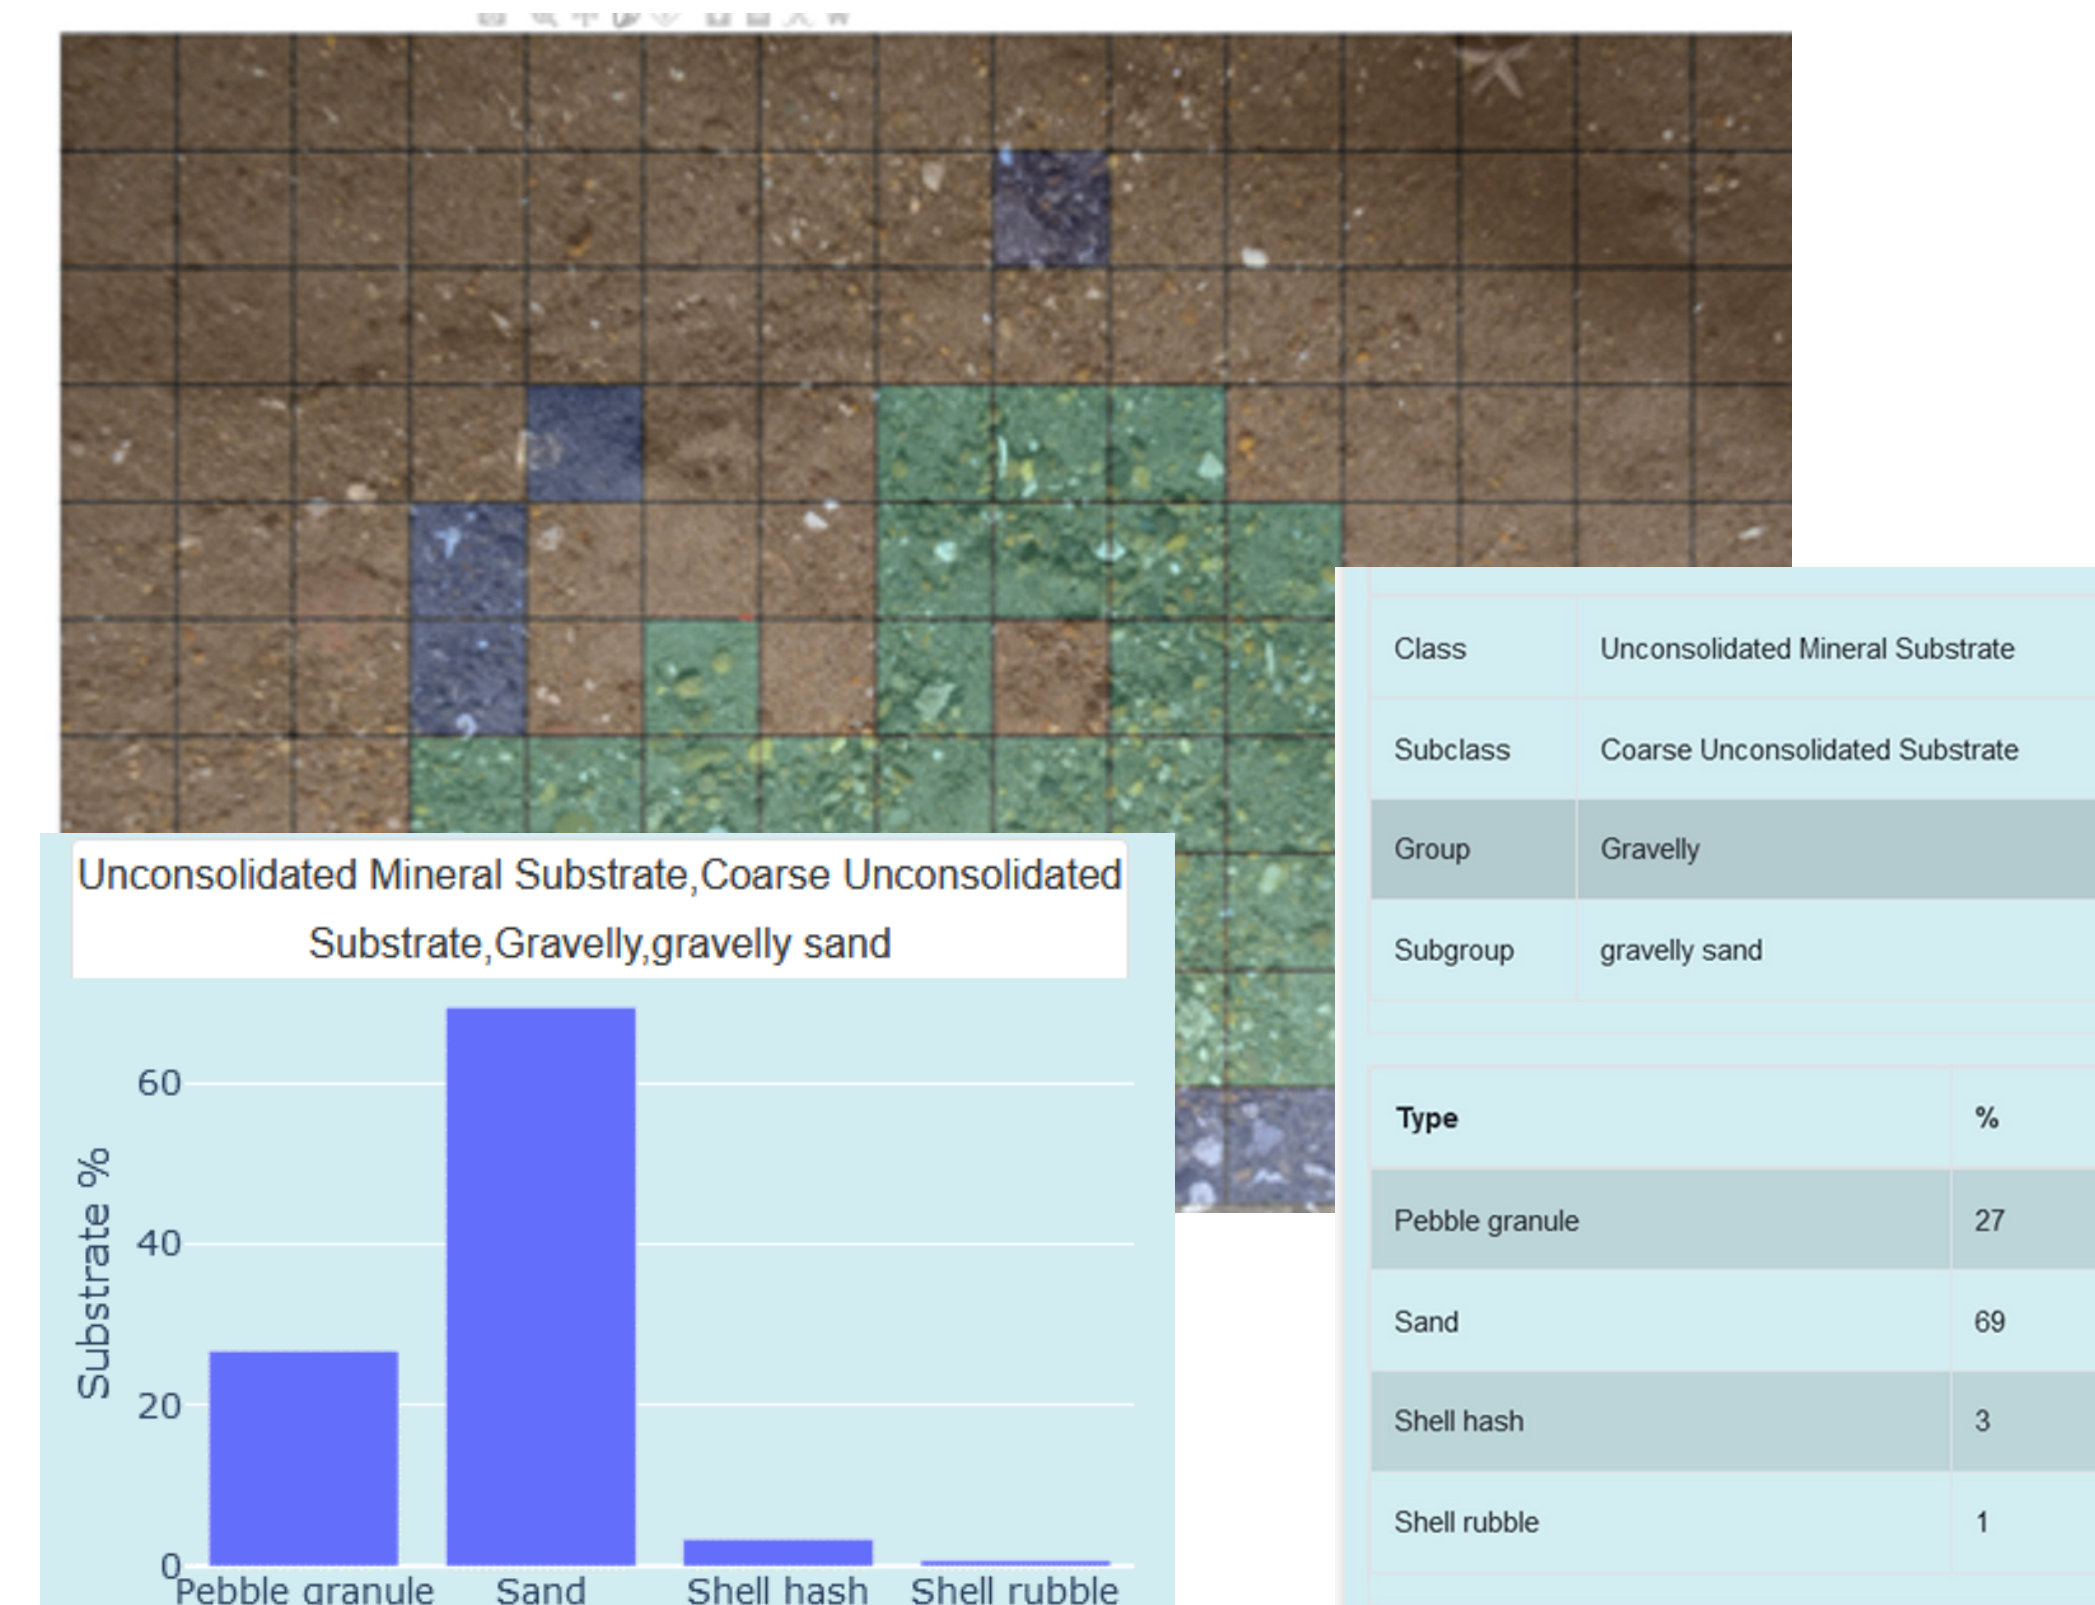 Class Unconsolidated Mineral Substrate
Subclass Coarse Unconsolidated Substrate
Group Gravelly
Subgroup gravelly sand
Type %
Pebble granule 27
Sand 69
Shell hash 3
Shell rubble 1
Unconsolidated Mineral Substrate,Coarse Unconsolidated
Substrate,Gravelly,gravelly sand
Substrate %
60
40
20
0
Pebble granule Sand Shell hash Shell rubble